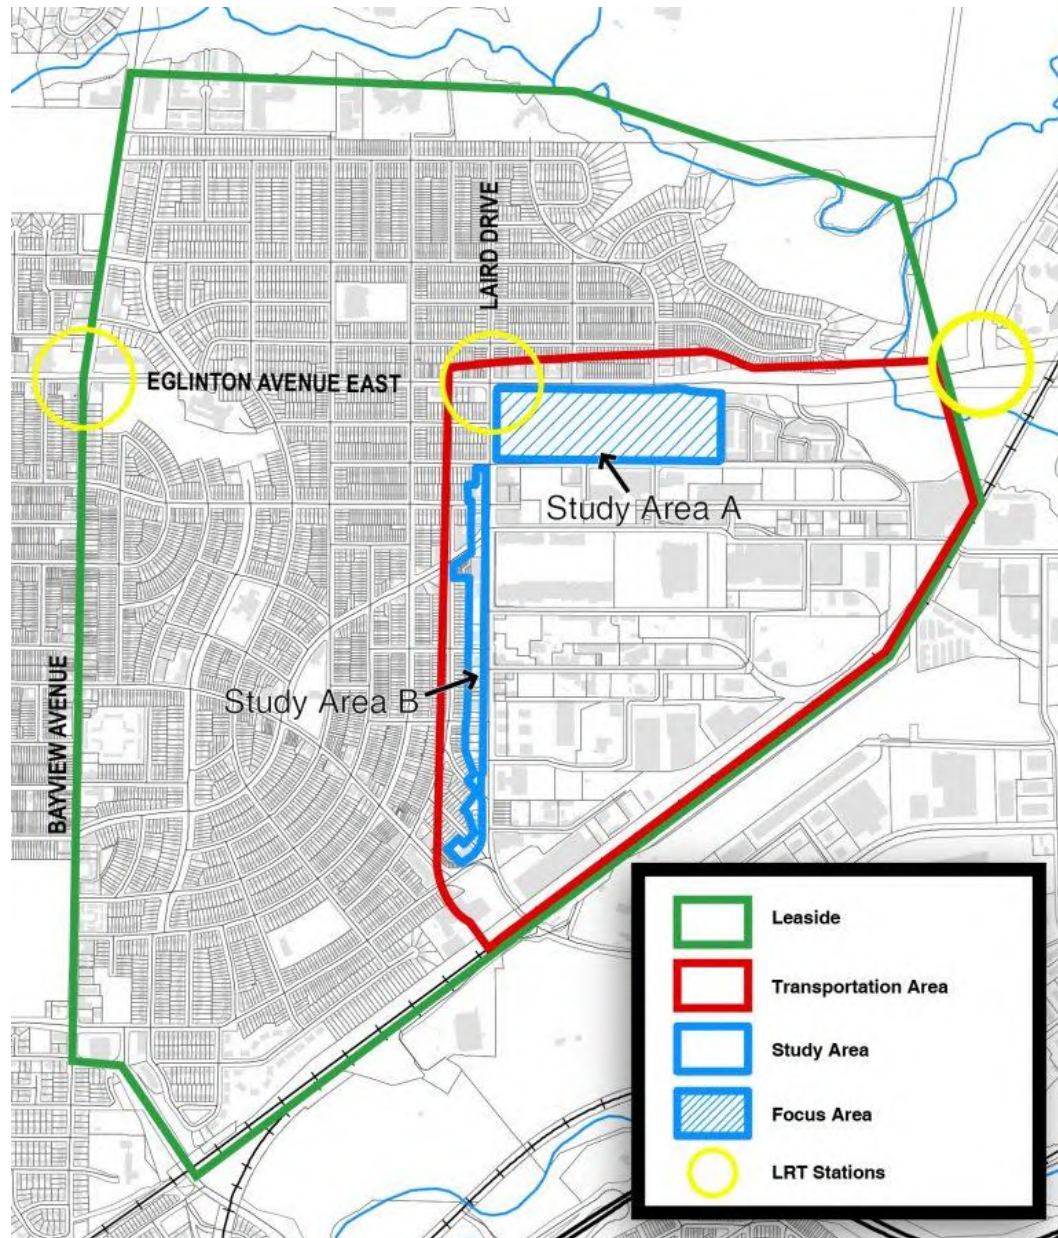 LAIRD DRIVE
EGLINTON AVENUE EAST
Study Area A
Study Area B
BAYVIEW AVENUE
Leaside
Transportation Area
Study Area
Focus Area
LRT Stations